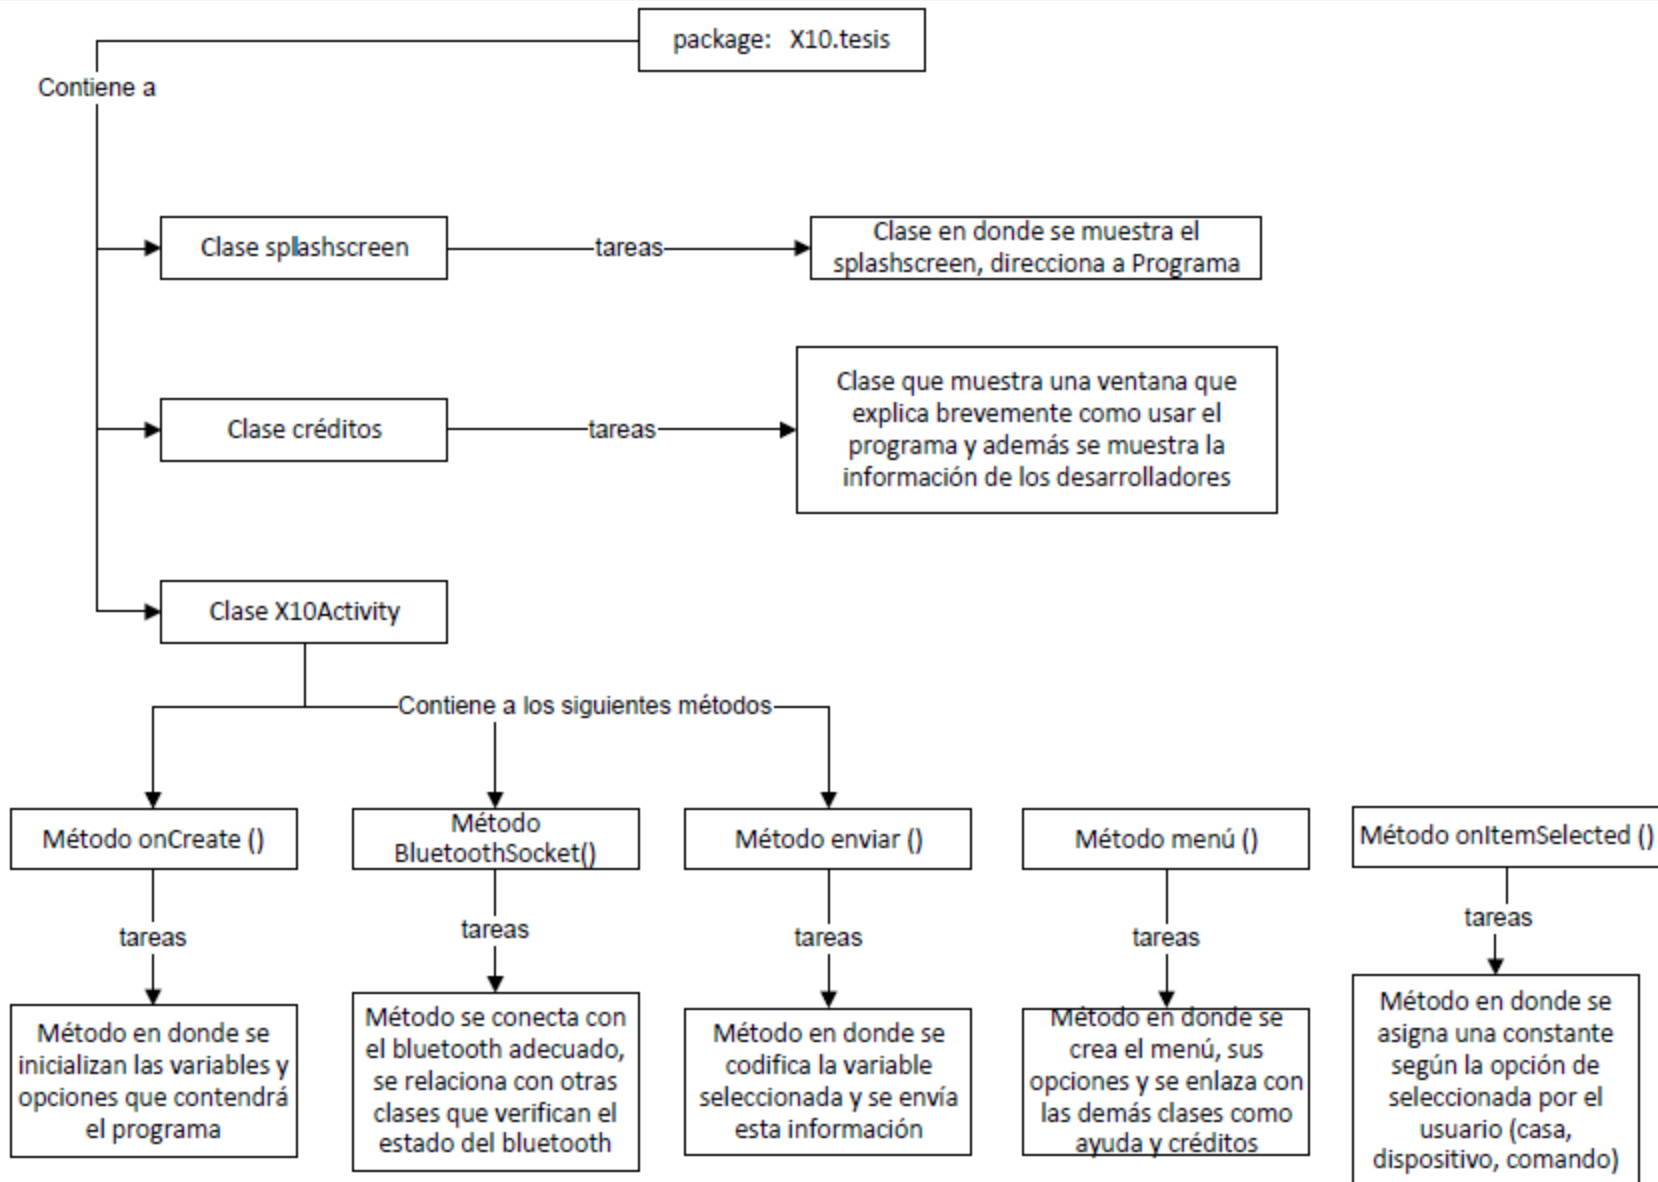 package: X10.tesis
Contiene a
Clase splashscreen
tareas
Clase en donde se muestra el
splashscreen, direcciona a Programa
Clase créditos
tareas
Clase que muestra una ventana que
explica brevemente como usar el
programa y además se muestra la
información de los desarrolladores
Clase X10Activity
Contiene a los siguientes métodos
Método onCreate ()
Método
BluetoothSocket()
Método enviar ()
Método menú ()
Método onItemSelected ()
tareas
tareas
tareas
tareas
tareas
Método en donde se
inicializan las variables y
opciones que contendrá
el programa
Método se conecta con
el bluetooth adecuado,
se relaciona con otras
clases que verifican el
estado del bluetooth
Método en donde se
codifica la variable
seleccionada y se envía
esta información
Método en donde se
crea el menú, sus
opciones y se enlaza con
las demás clases como
ayuda y créditos
Método en donde se
asigna una constante
según la opción de
seleccionada por el
usuario (casa,
dispositivo, comando)